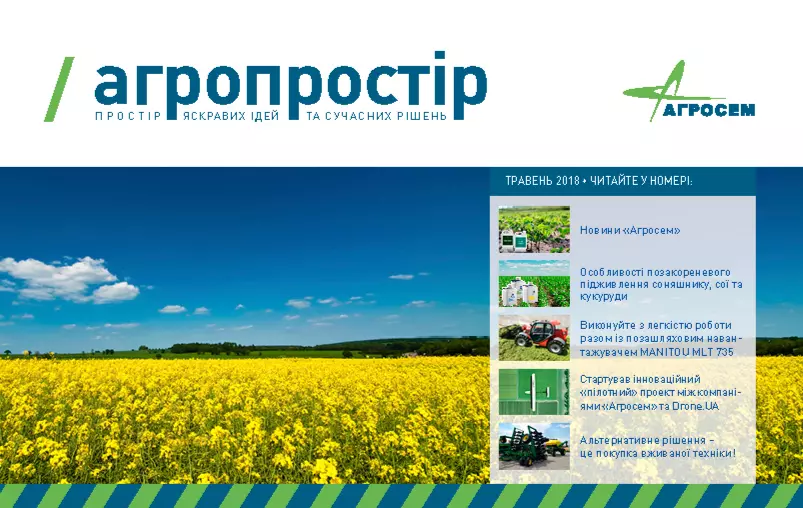 агропростір
ПРОСТІР ЯСКРАВИХ ІДЕЙ ТА СУЧАСНИХ РІШЕНЬ
АГРОСЕМ
ТРАВЕНЬ 2018 • ЧИТАЙТЕ У НОМЕРІ:
Новини «Агросем»
Особливості позакореневого
підживлення соняшнику, сої та
кукуруди
Виконуйте з легкістю роботи
разом із позашляховим наван-
тажувачем MANITOU MLT 735
Стартував інноваційний
«пілотний» проект між компані-
ями «Агросем» та Drone.UA
Альтернативне рішення –
це покупка вживаної техніки!